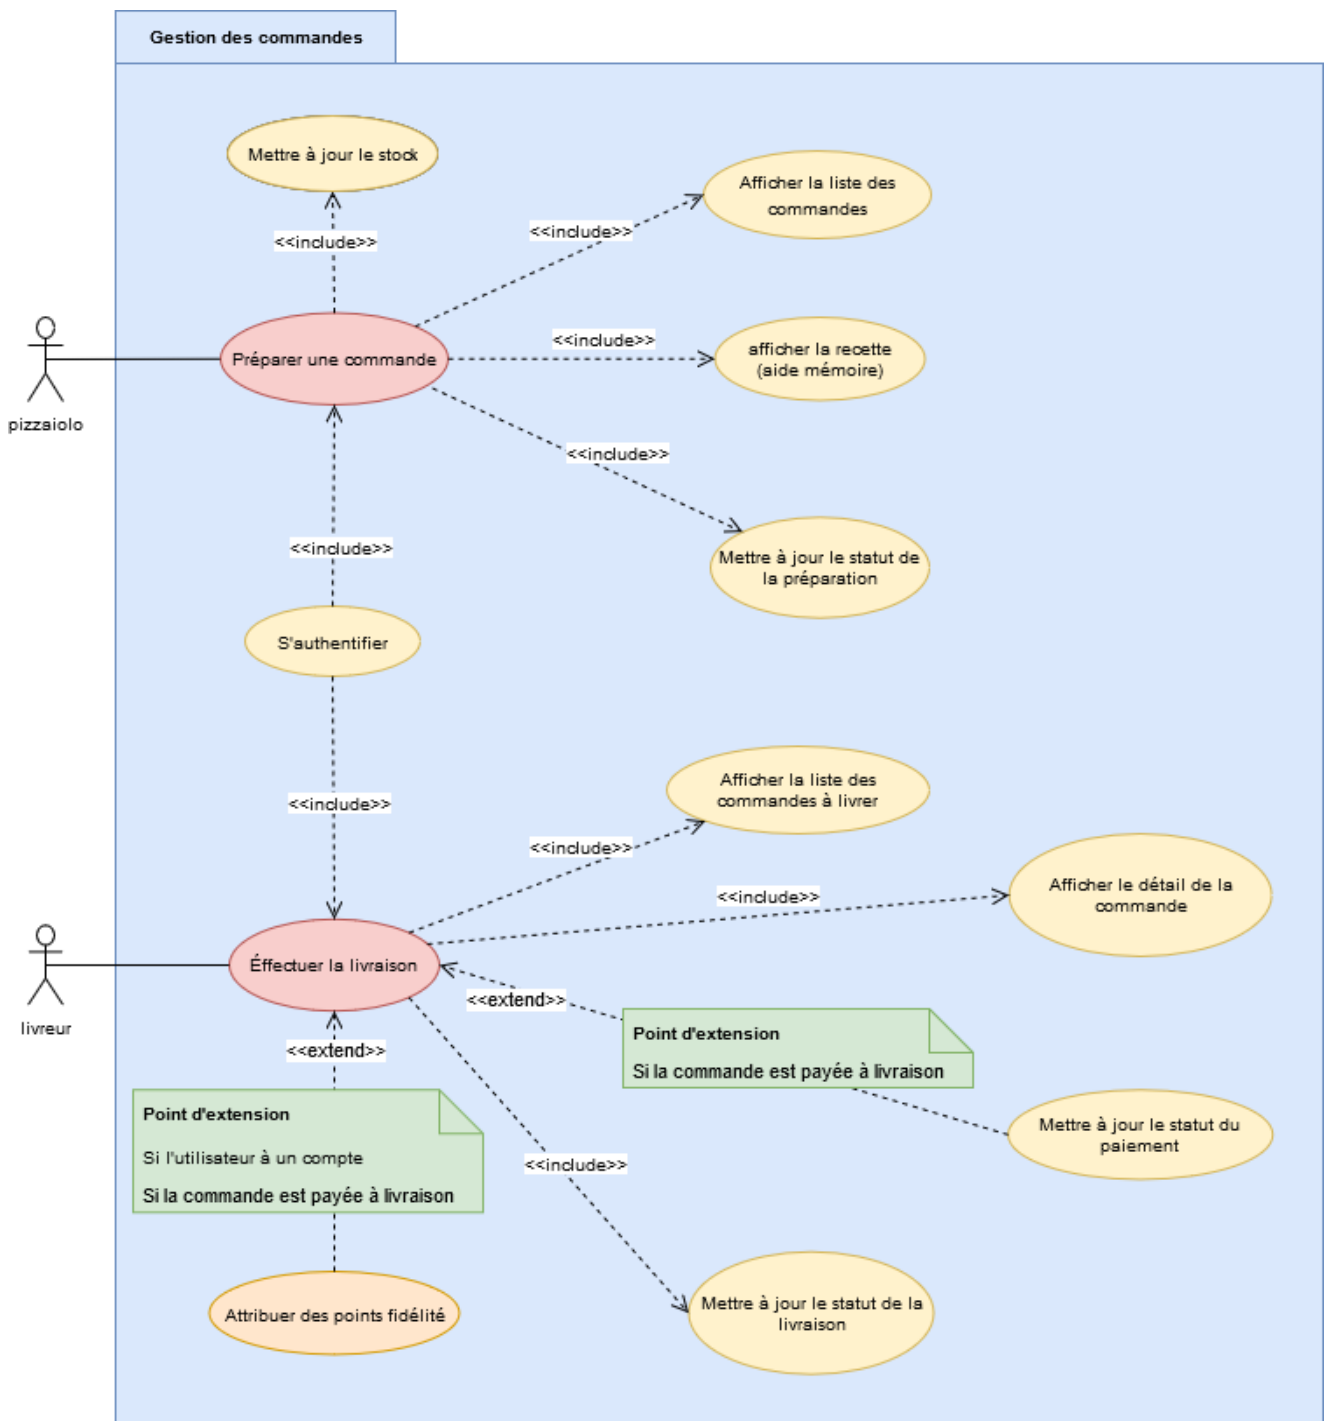 Gestion des commandes
Mettre à jour le stock
Afficher la liste des
commandes
<<include>>
<<include>>
<<include>>
Préparer une commande
afficher la recette
(aide mémoire)
pizzaiolo
<<include>>
<<include>>
Mettre à jour le statut de
la préparation
S'authentifier
<<include>>
Afficher la liste des
commandes à livrer
<<include>>
Afficher le détail de la
commande
<<include>>
Éffectuer la livraison
livreur
<<extend>>
Point d'extension
Si la commande est payée à livraison
<<extend>>
Point d'extension
Si l'utilisateur à un compte
Si la commande est payée à livraison
Mettre à jour le statut du
paiement
<<include>>
Attribuer des points fidélité
Mettre à jour le statut de la
livraison